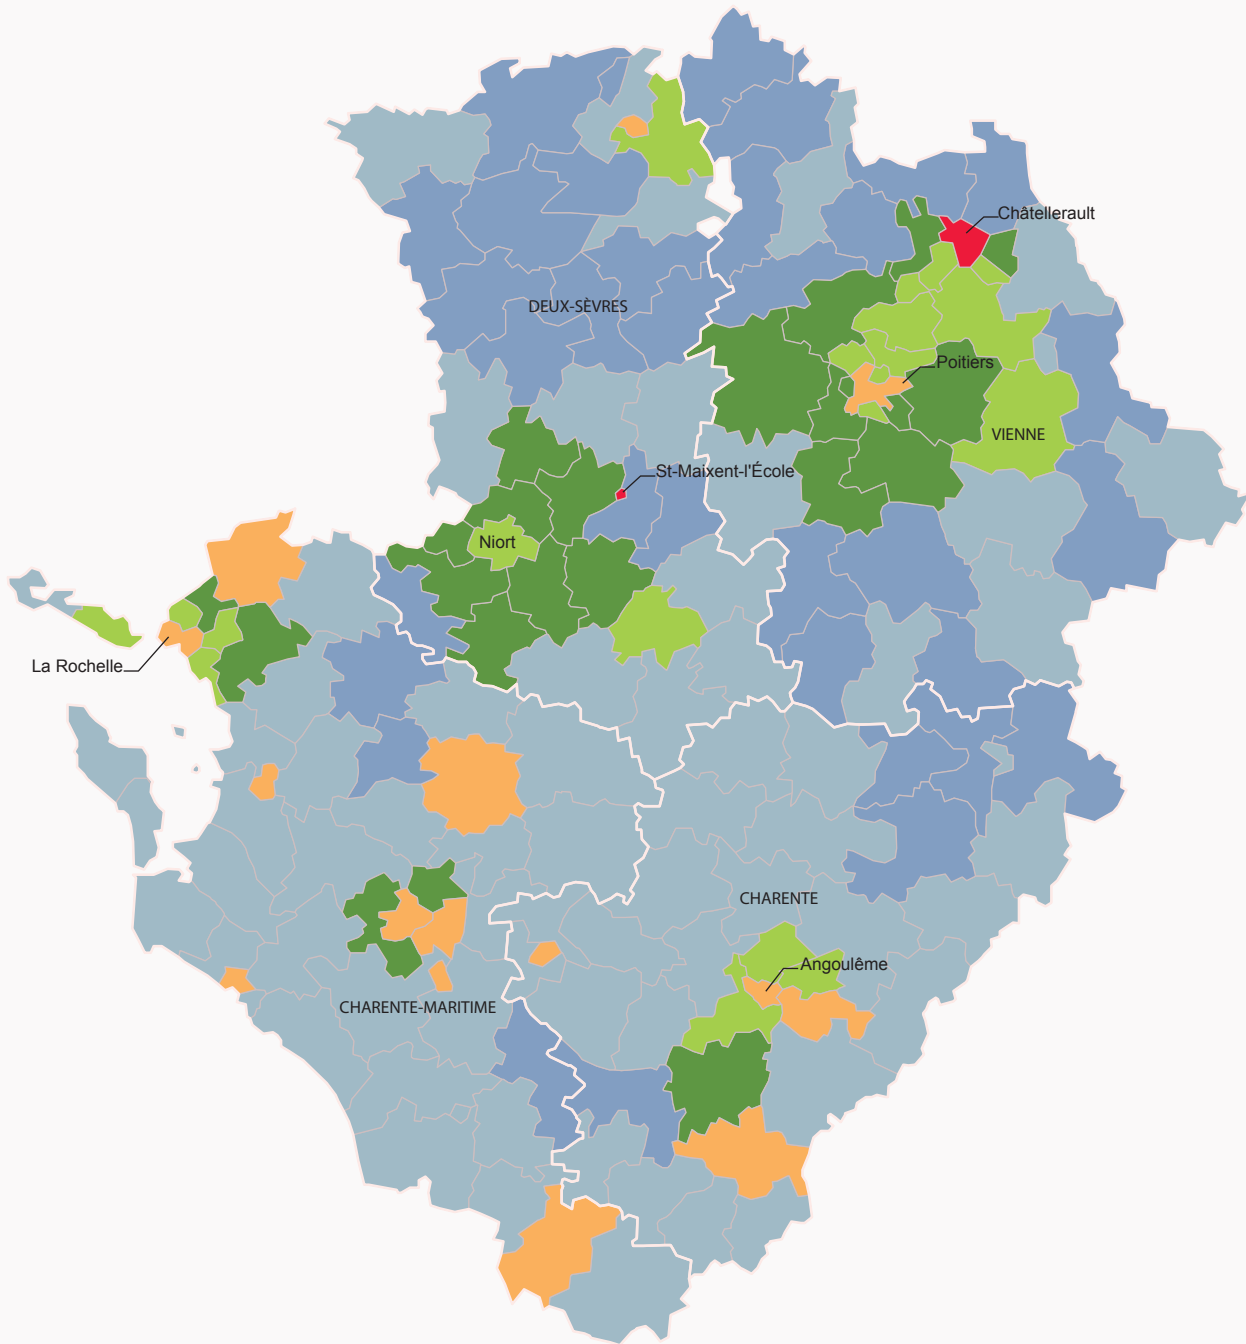 Châtellerault
DEUX-SÈVRES
Poitiers
VIENNE
St-Maixent-l'École
Niort
La Rochelle
CHARENTE
Angoulême
CHARENTE-MARITIME